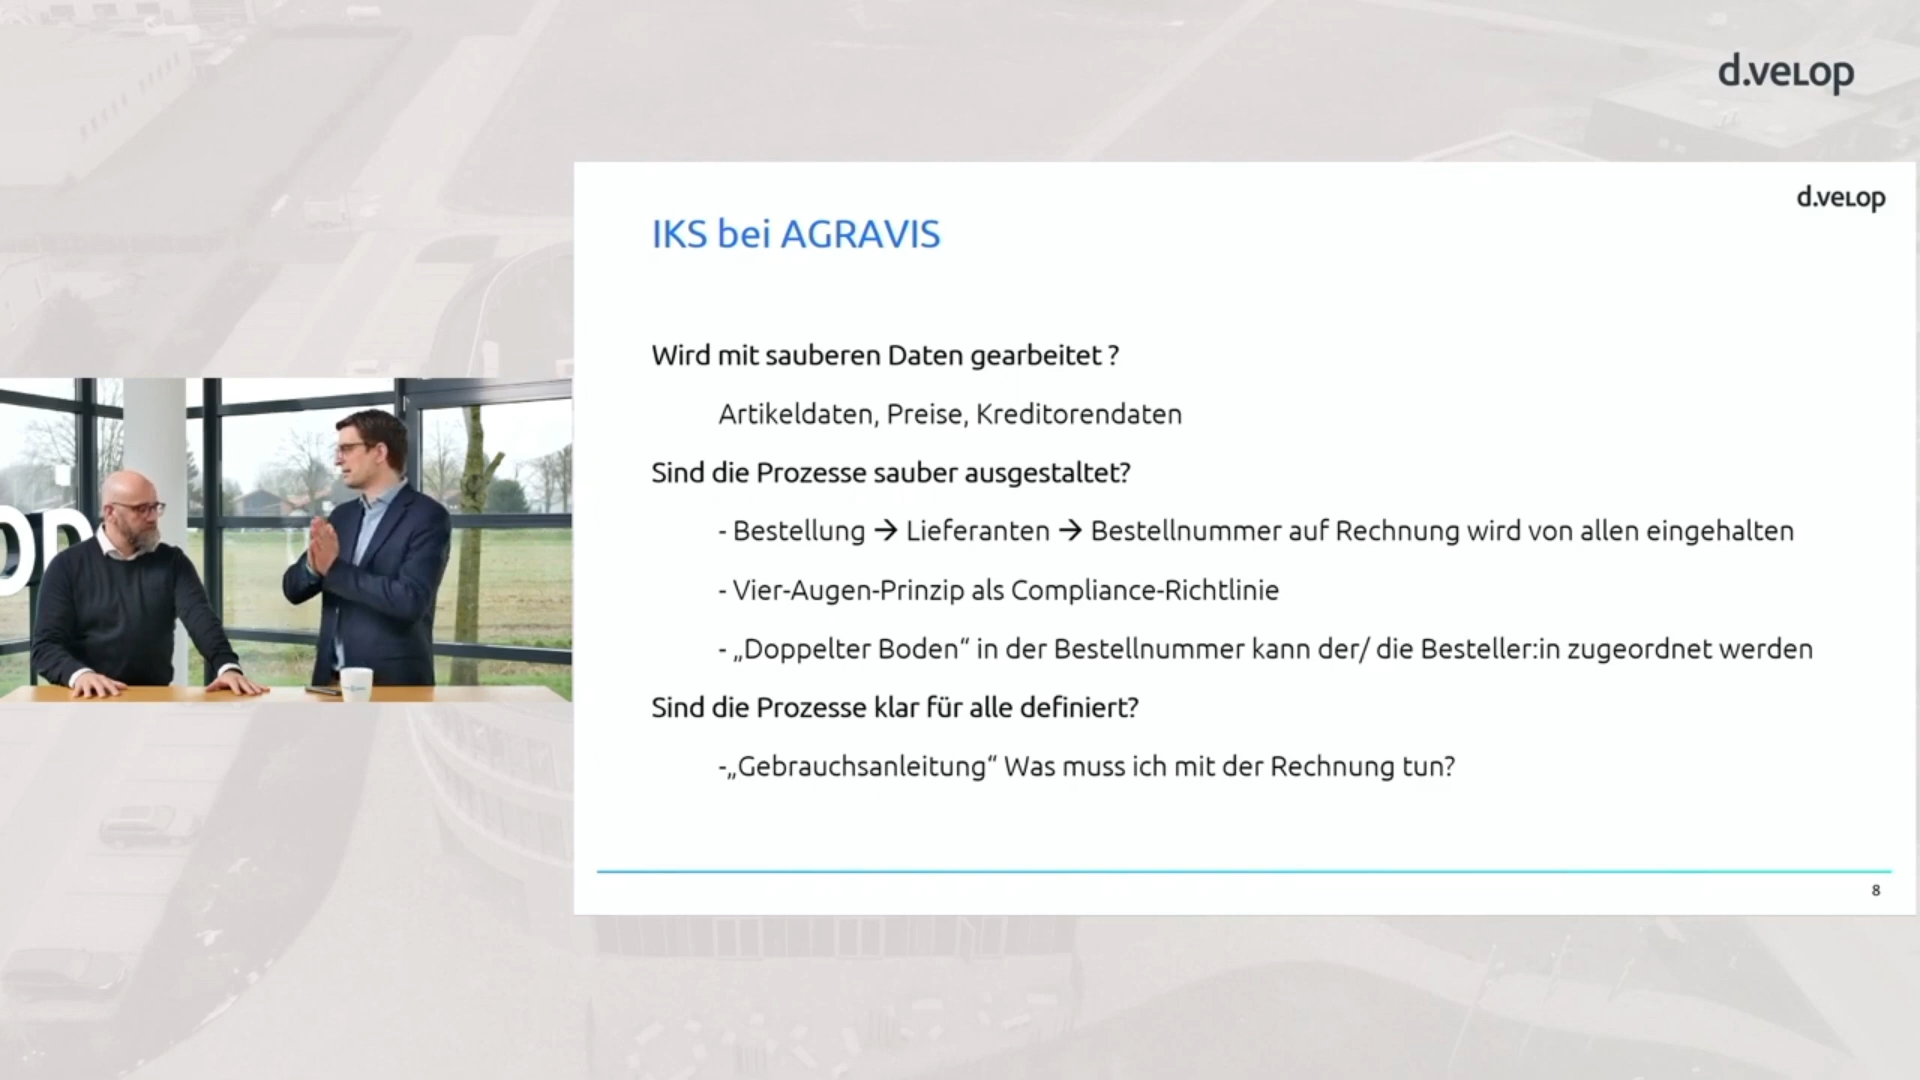 d.velop
d.velop
IKS bei AGRAVIS
Wird mit sauberen Daten gearbeitet ?
Artikeldaten, Preise, Kreditorendaten
Sind die Prozesse sauber ausgestaltet?
- Bestellung → Lieferanten → Bestellnummer auf Rechnung wird von allen eingehalten
- Vier-Augen-Prinzip als Compliance-Richtlinie
- „Doppelter Boden“ in der Bestellnummer kann der/ die Besteller:in zugeordnet werden
Sind die Prozesse klar für alle definiert?
-„Gebrauchsanleitung“ Was muss ich mit der Rechnung tun?
8